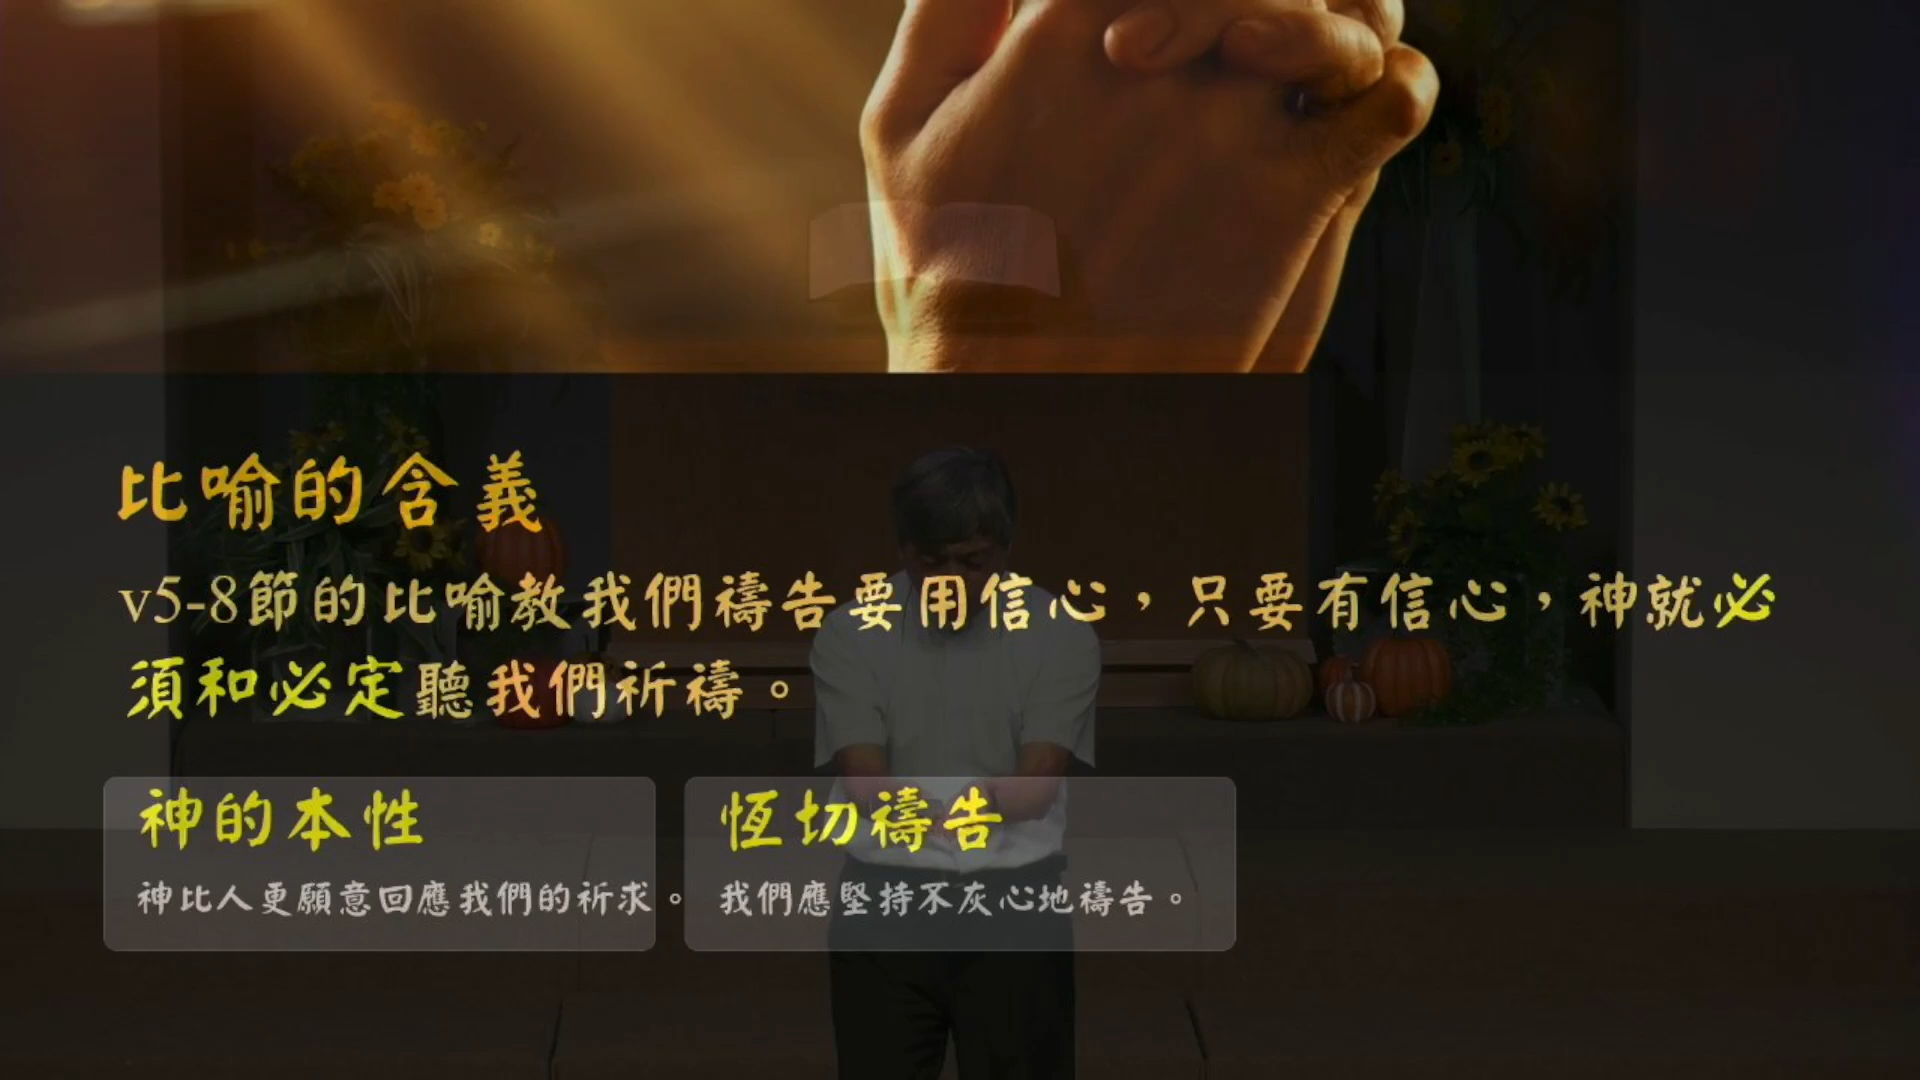 比喻的含義
v5-8節的比喻教我們禱告要用信心，只要有信心，神就必
須和必定聽我們祈禱。
神的本性
神比人更願意回應我們的祈求。
恆切禱告
我們應堅持不灰心地禱告。